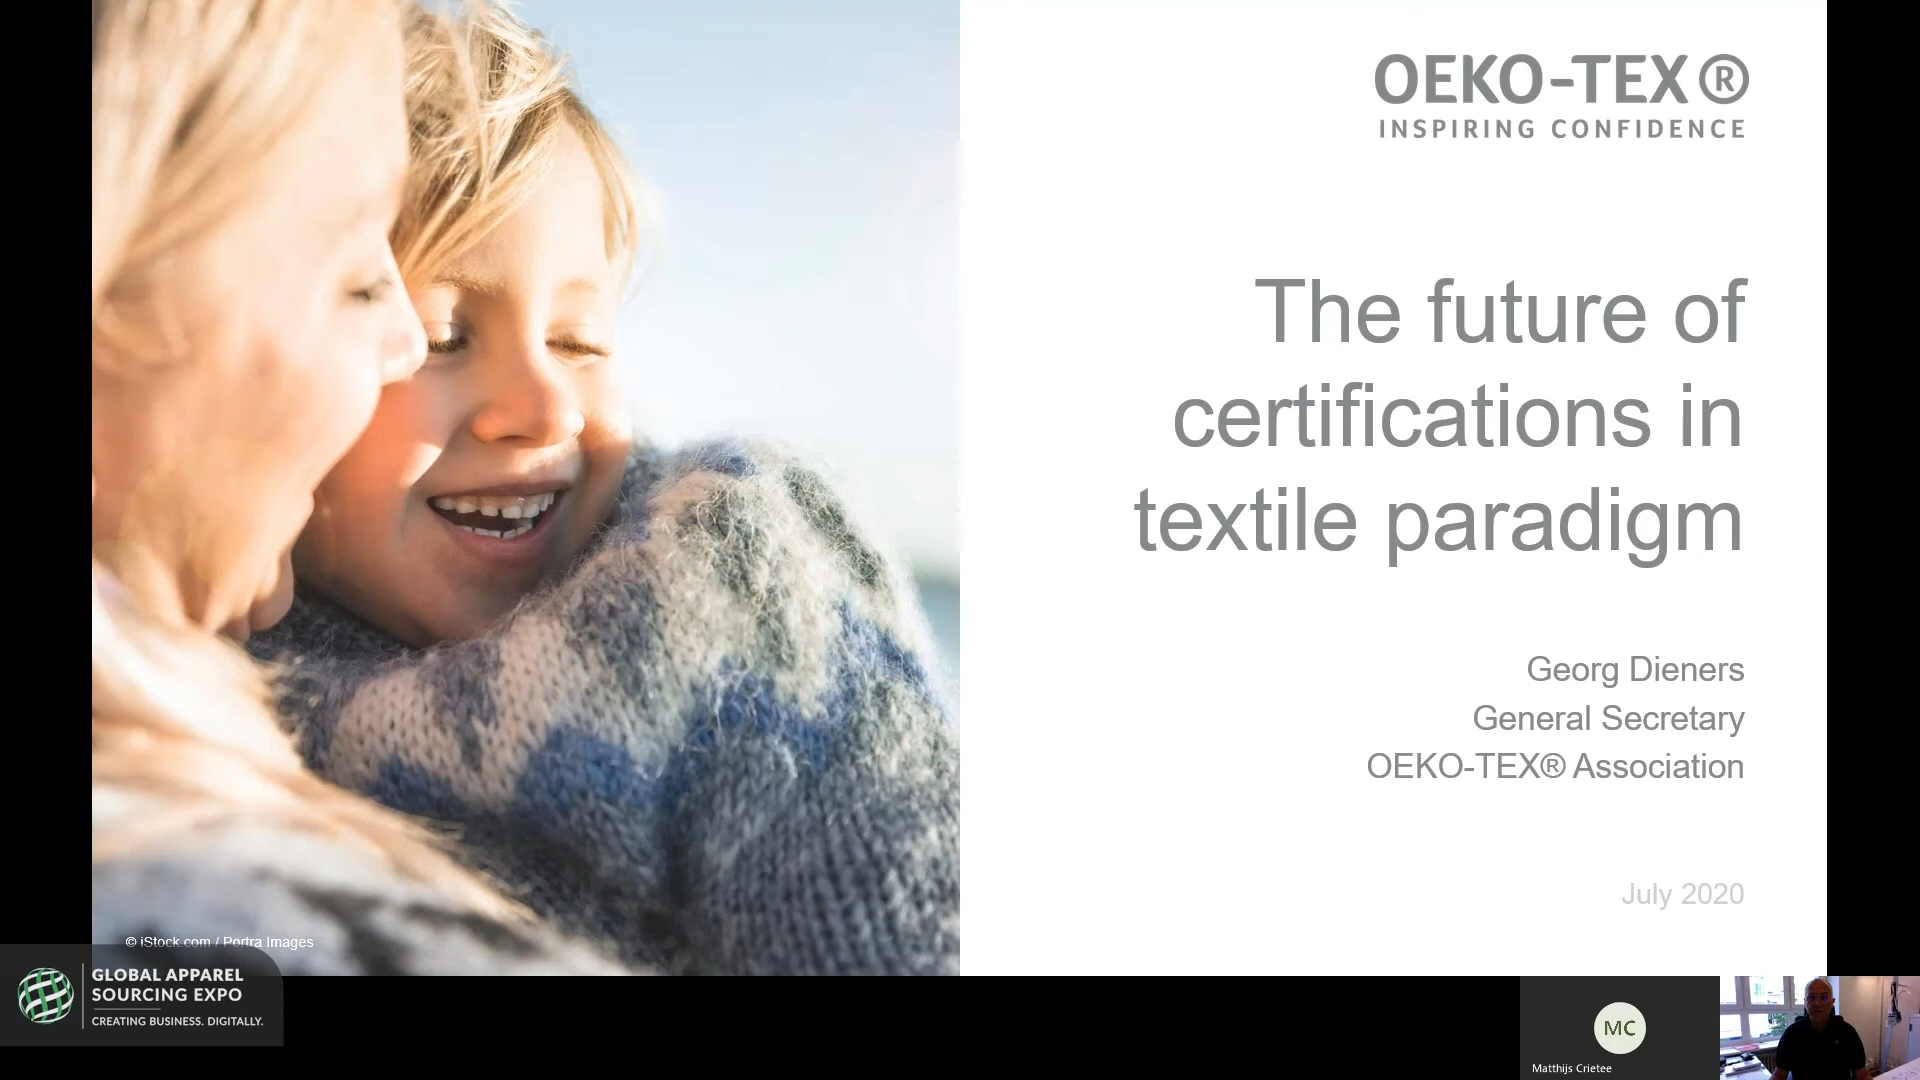 OEKO-TEX®
INSPIRING CONFIDENCE
The future of
certifications in
textile paradigm
Georg Dieners
General Secretary
OEKO-TEX® Association
July 2020
© iStock.com / Portra Images
GLOBAL APPAREL
SOURCING EXPO
CREATING BUSINESS. DIGITALLY.
MC
Matthijs Crietee